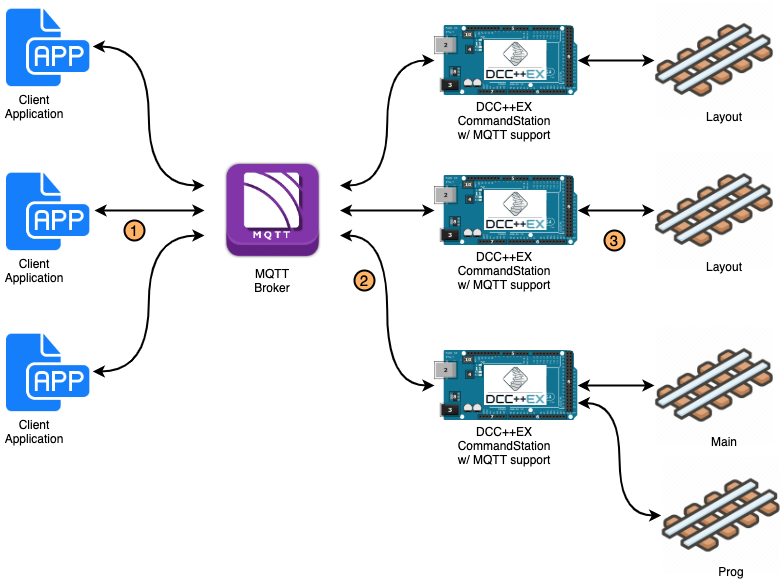 APP
Client
Application
APP
Client
Application
APP
Client
Application
1
MQTT
MQTT
Broker
2
DCC++EX
DCC++EX
CommandStation
w/ MQTT support
DCC++EX
DCC++EX
CommandStation
w/ MQTT support
DCC++EX
DCC++EX
CommandStation
w/ MQTT support
3
Layout
Layout
Main
Prog